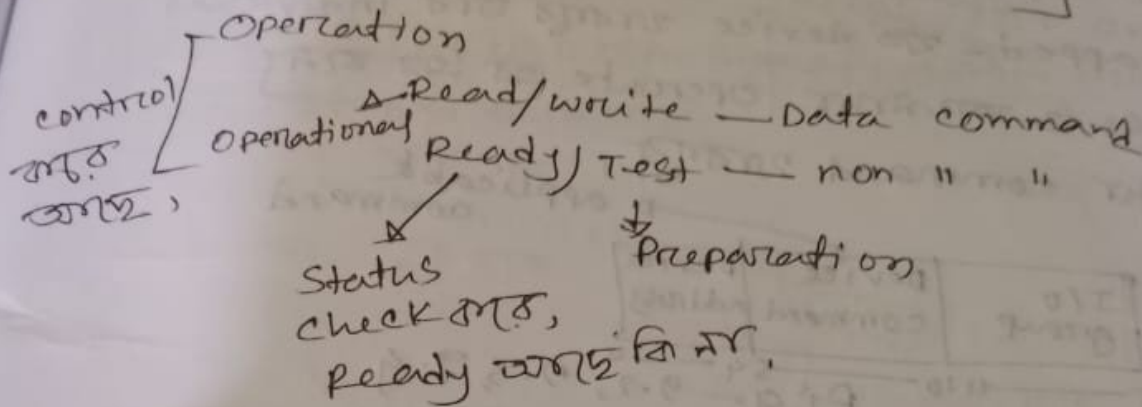 Operation
control
করে
আছে,
Operational
Read/write — Data command
Ready/Test — non " "
Status
check করে,
Ready আছে কি না.
Preparation